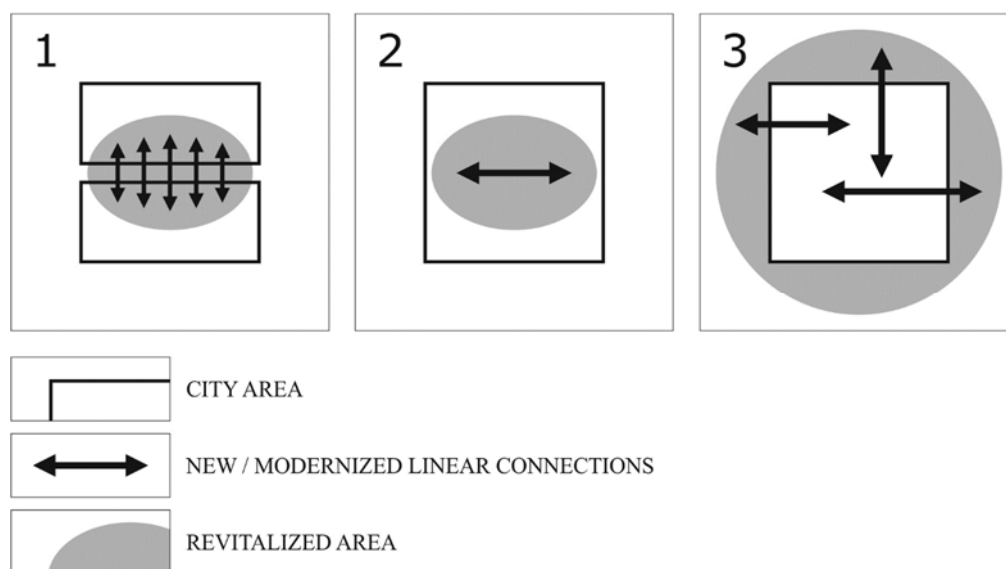 1
2
3
CITY AREA
NEW / MODERNIZED LINEAR CONNECTIONS
REVITALIZED AREA